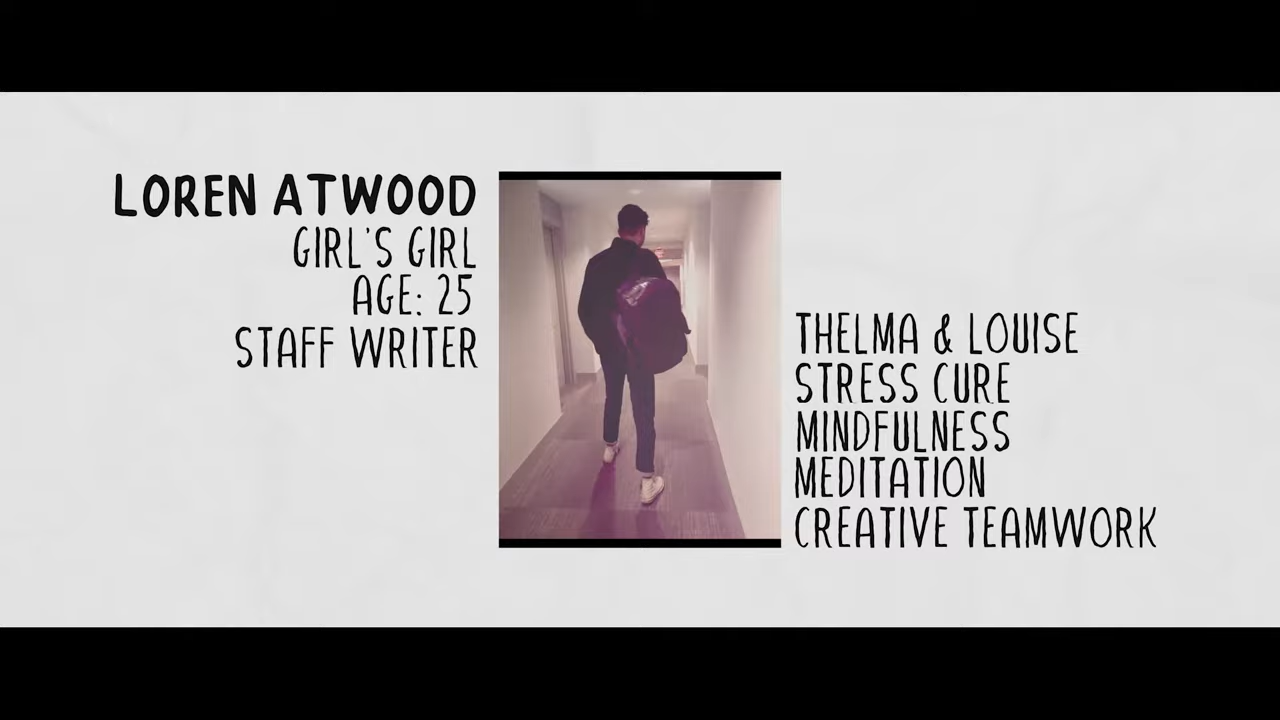 LOREN ATWOOD
GIRL'S GIRL
AGE: 25
STAFF WRITER
THELMA & LOUISE
STRESS CURE
MINDFULNESS
MEDITATION
CREATIVE TEAMWORK